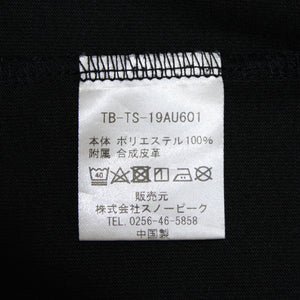 TB-TS-19AU601
本体 ポリエステル100%
附属 合成皮革
40
販売元
株式会社スノーピーク
TEL. 0256-46-5858
中国製